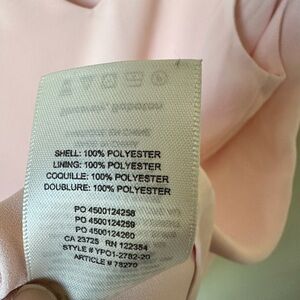 SHELL: 100% POLYESTER
LINING: 100% POLYESTER
COQUILLE: 100% POLYESTER
DOUBLURE: 100% POLYESTER
PO 4500124258
PO 4500124259
PO 4500124260
CA 23725 RN 122354
STYLE # YP01-2782-20
ARTICLE # 75270